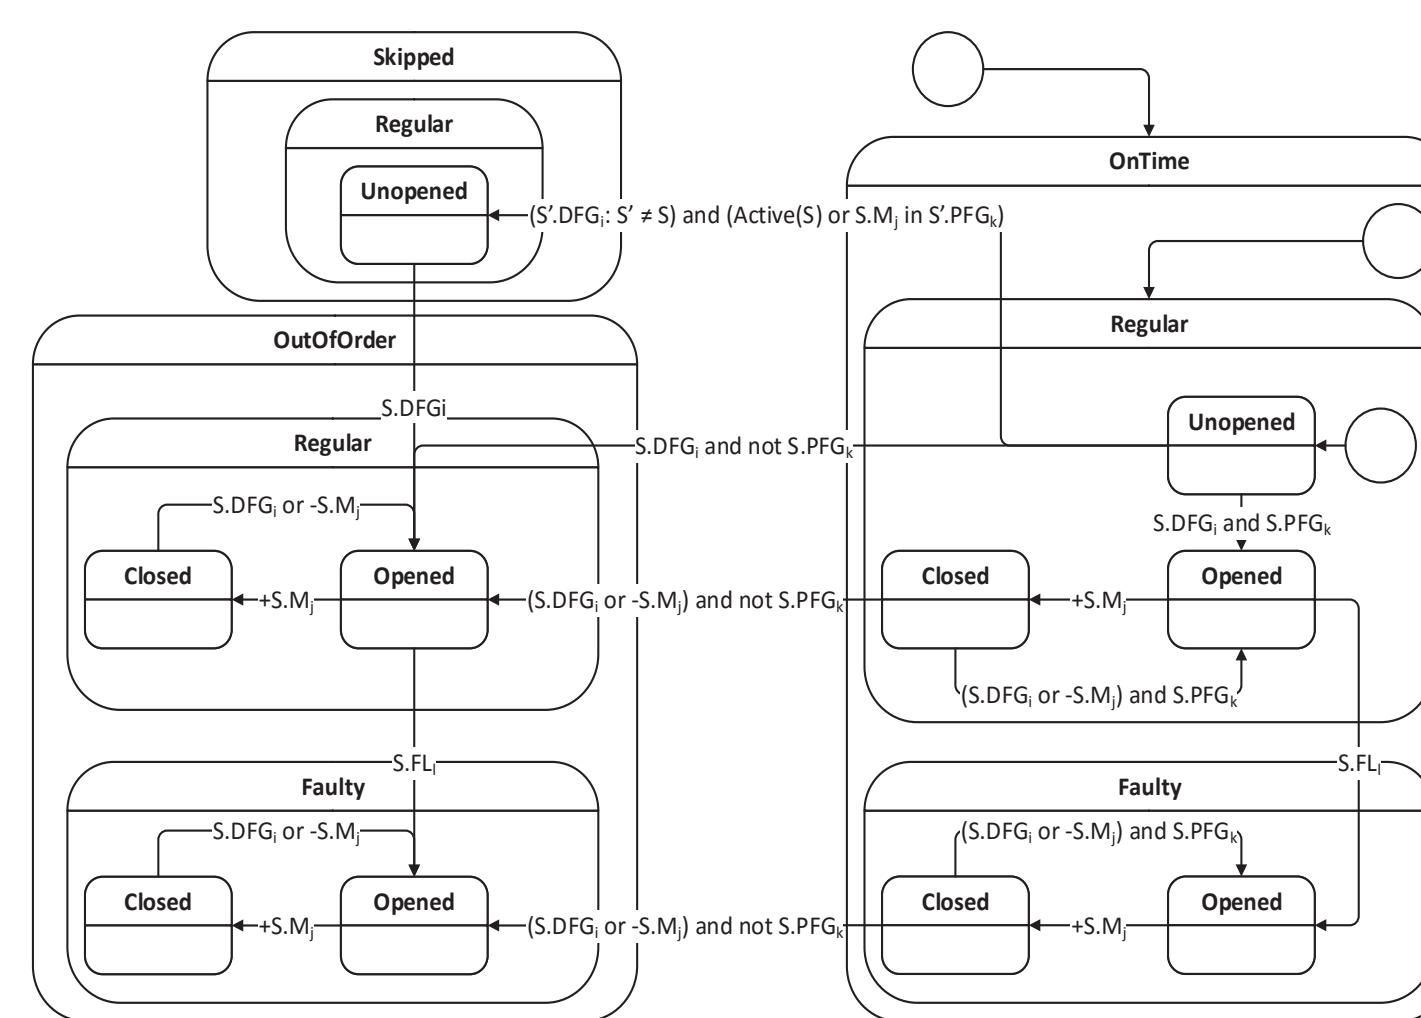 Skipped
Regular
Unopened
(S'.DFGi: S' ≠ S) and (Active(S) or S.Mj in S'.PFGk)
OnTime
Regular
OutOfOrder
S.DFGi
Regular
S.DFGi and not S.PFGk
Unopened
S.DFGi or -S.Mj
S.DFGi and S.PFGk
Closed
+S.Mj
Opened
(S.DFGi or -S.Mj) and not S.PFGk
Closed
+S.Mj
Opened
(S.DFGi or -S.Mj) and S.PFGk
S.FLl
S.FLl
Faulty
Faulty
S.DFGi or -S.Mj
(S.DFGi or -S.Mj) and S.PFGk
Closed
+S.Mj
Opened
(S.DFGi or -S.Mj) and not S.PFGk
Closed
+S.Mj
Opened